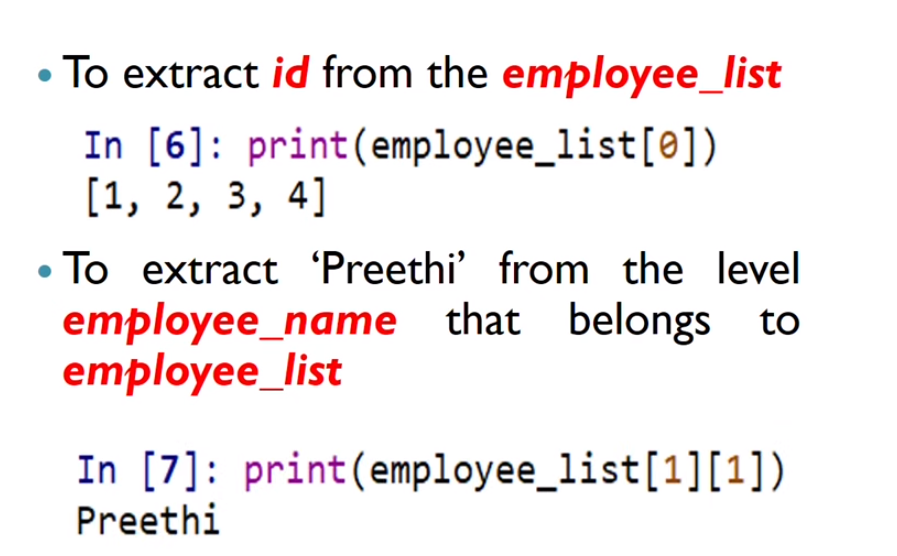 • To extract id from the employee_list
In [6]: print(employee_list[0])
[1, 2, 3, 4]
• To extract ‘Preethi’ from the level
employee_name that belongs to
employee_list
In [7]: print(employee_list[1][1])
Preethi